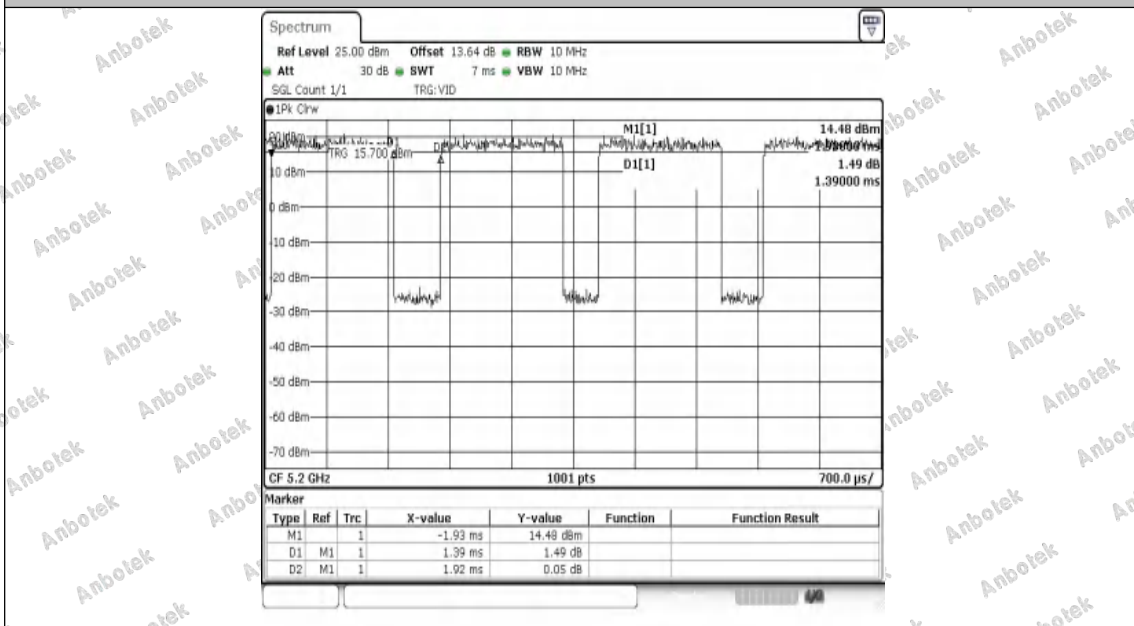 Spectrum
Ref Level 25.00 dBm Offset 13.64 dB RBW 10 MHz
Att 30 dB SWT 7 ms VBW 10 MHz
SGL Count 1/1 TRG:VID
1Pk Clrw
M1[1] 14.48 dBm
D1[1] 1.49 dB
1.39000 ms
TRG 15.700 dBm
10 dBm
0 dBm
-10 dBm
-20 dBm
-30 dBm
-40 dBm
-50 dBm
-60 dBm
-70 dBm
CF 5.2 GHz 1001 pts 700.0 µs/
Marker
Type Ref Trc X-value Y-value Function Function Result
M1 1 -1.93 ms 14.48 dBm
D1 M1 1 1.39 ms 1.49 dB
D2 M1 1 1.92 ms 0.05 dB
Anbotek